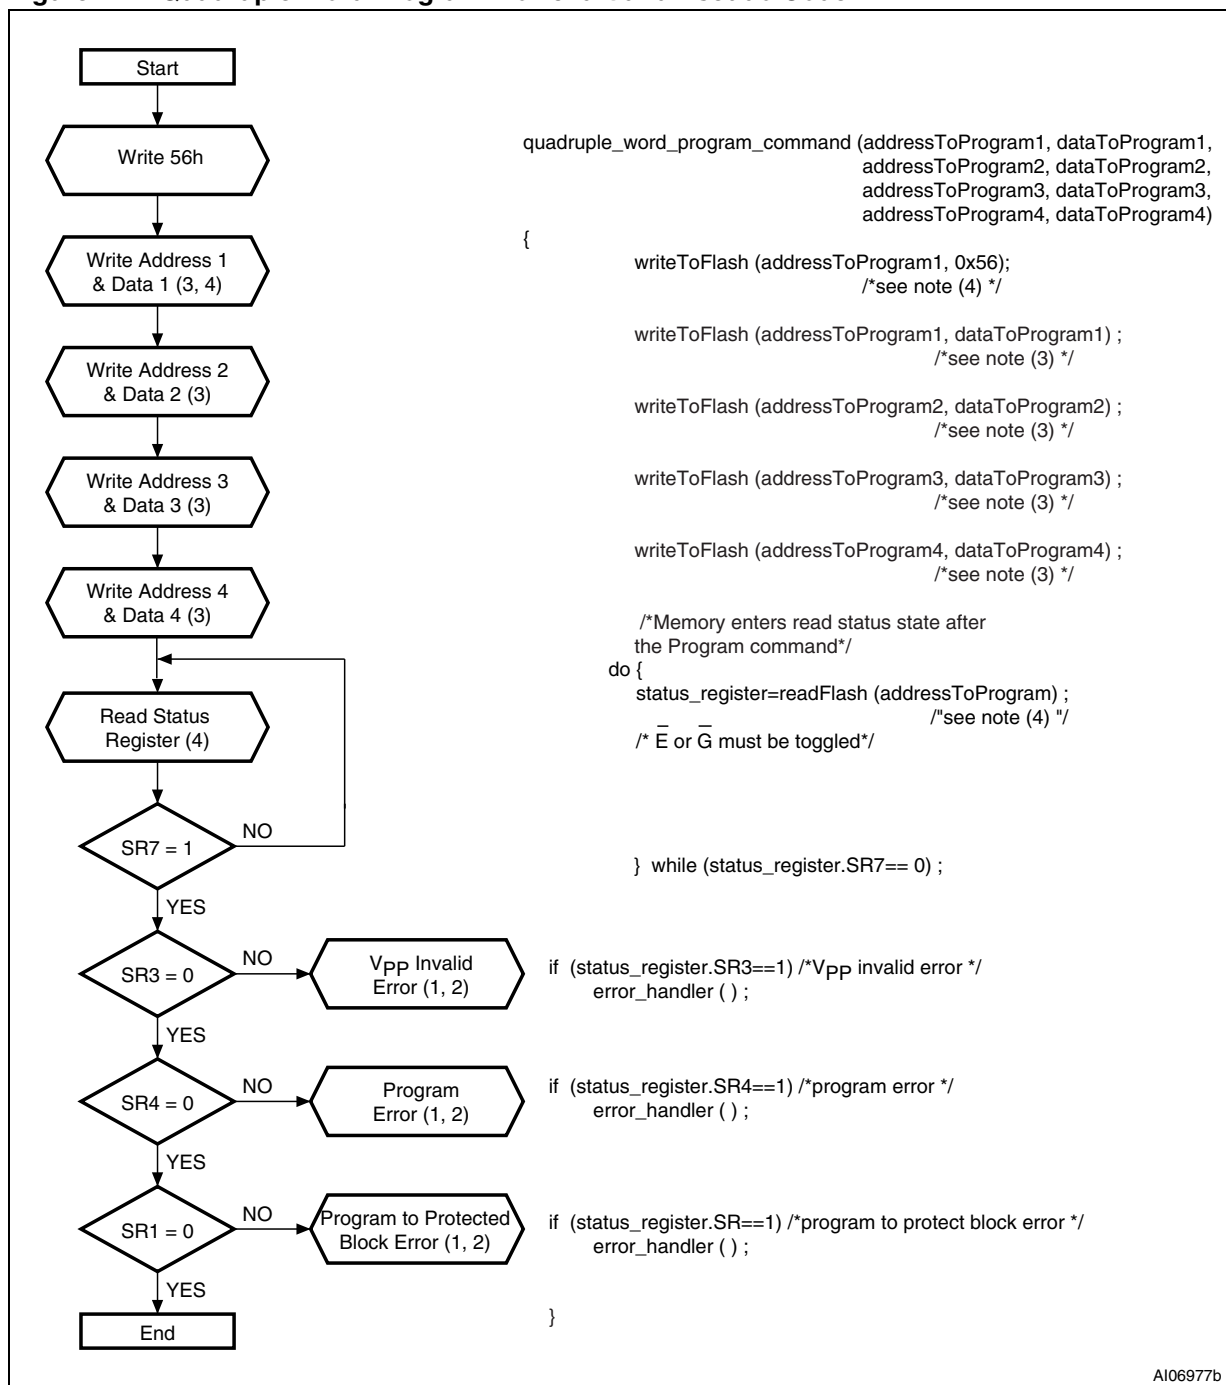 Start
Write 56h
Write Address 1
& Data 1 (3, 4)
Write Address 2
& Data 2 (3)
Write Address 3
& Data 3 (3)
Write Address 4
& Data 4 (3)
Read Status
Register (4)
SR7 = 1
NO
YES
SR3 = 0
NO
VPP Invalid
Error (1, 2)
YES
SR4 = 0
NO
Program
Error (1, 2)
YES
SR1 = 0
NO
Program to Protected
Block Error (1, 2)
YES
End
quadruple_word_program_command (addressToProgram1, dataToProgram1,
addressToProgram2, dataToProgram2,
addressToProgram3, dataToProgram3,
addressToProgram4, dataToProgram4)
{
writeToFlash (addressToProgram1, 0x56);
/*see note (4) */
writeToFlash (addressToProgram1, dataToProgram1) ;
/*see note (3) */
writeToFlash (addressToProgram2, dataToProgram2) ;
/*see note (3) */
writeToFlash (addressToProgram3, dataToProgram3) ;
/*see note (3) */
writeToFlash (addressToProgram4, dataToProgram4) ;
/*see note (3) */
/*Memory enters read status state after
the Program command*/
do {
status_register=readFlash (addressToProgram) ;
/"see note (4) "/
/* E̅ or G̅ must be toggled*/
} while (status_register.SR7== 0) ;
if (status_register.SR3==1) /*VPP invalid error */
error_handler ( ) ;
if (status_register.SR4==1) /*program error */
error_handler ( ) ;
if (status_register.SR==1) /*program to protect block error */
error_handler ( ) ;
}
AI06977b